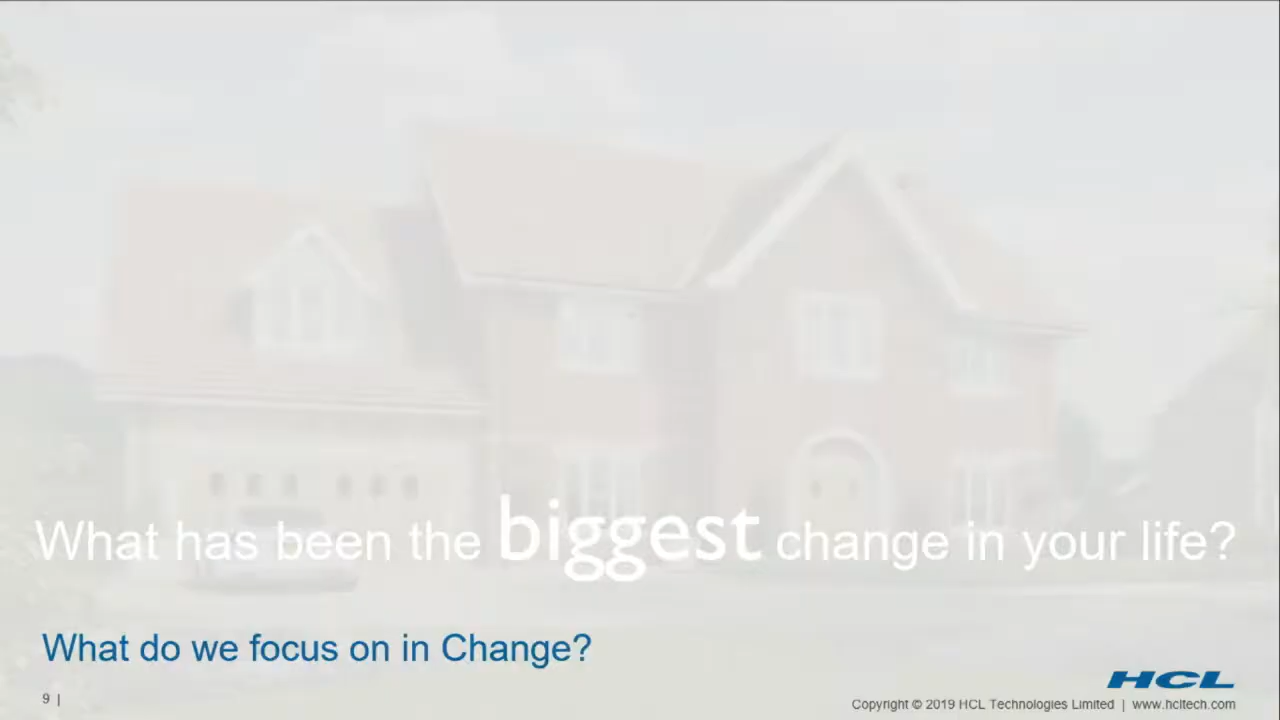 What has been the biggest change in your life?
What do we focus on in Change?
HCL
9 |
Copyright © 2019 HCL Technologies Limited | www.hcltech.com